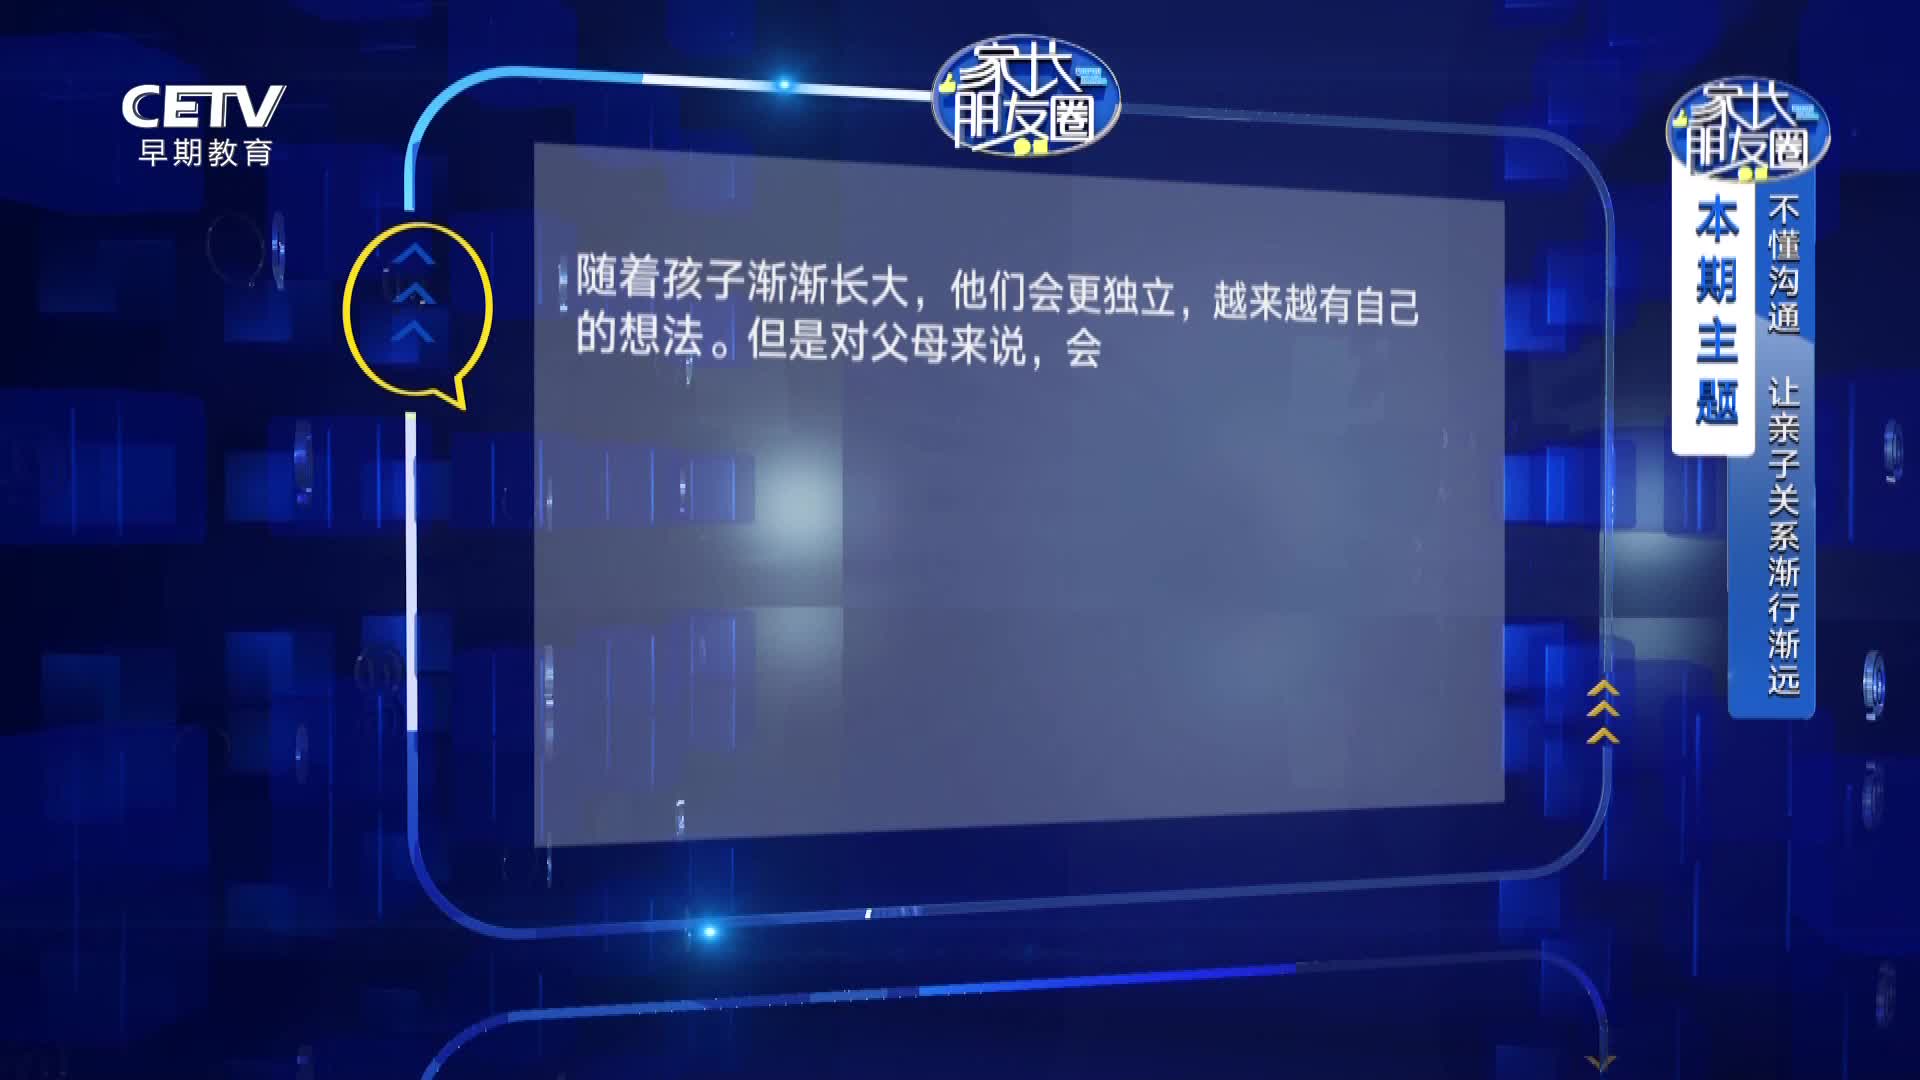 CETV
早期教育
家长
朋友圈
随着孩子渐渐长大，他们会更独立，越来越有自己
的想法。但是对父母来说，会
家长
朋友圈
本期主题
不懂沟通 让亲子关系渐行渐远